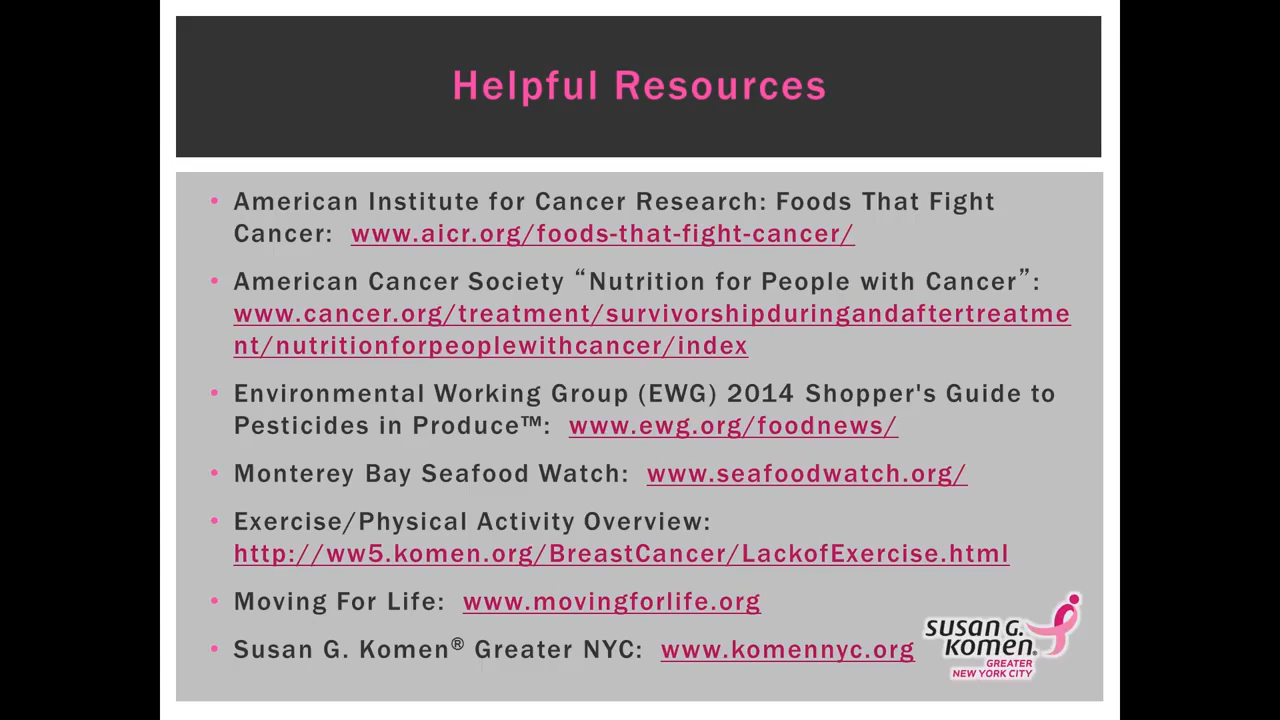 Helpful Resources
• American Institute for Cancer Research: Foods That Fight
Cancer: www.aicr.org/foods-that-fight-cancer/
• American Cancer Society “Nutrition for People with Cancer”:
www.cancer.org/treatment/survivorshipduringandaftertreatme
nt/nutritionforpeoplewithcancer/index
• Environmental Working Group (EWG) 2014 Shopper's Guide to
Pesticides in Produce™: www.ewg.org/foodnews/
• Monterey Bay Seafood Watch: www.seafoodwatch.org/
• Exercise/Physical Activity Overview:
http://ww5.komen.org/BreastCancer/LackofExercise.html
• Moving For Life: www.movingforlife.org
• Susan G. Komen® Greater NYC: www.komennyc.org
susan G.
komen®
GREATER
NEW YORK CITY